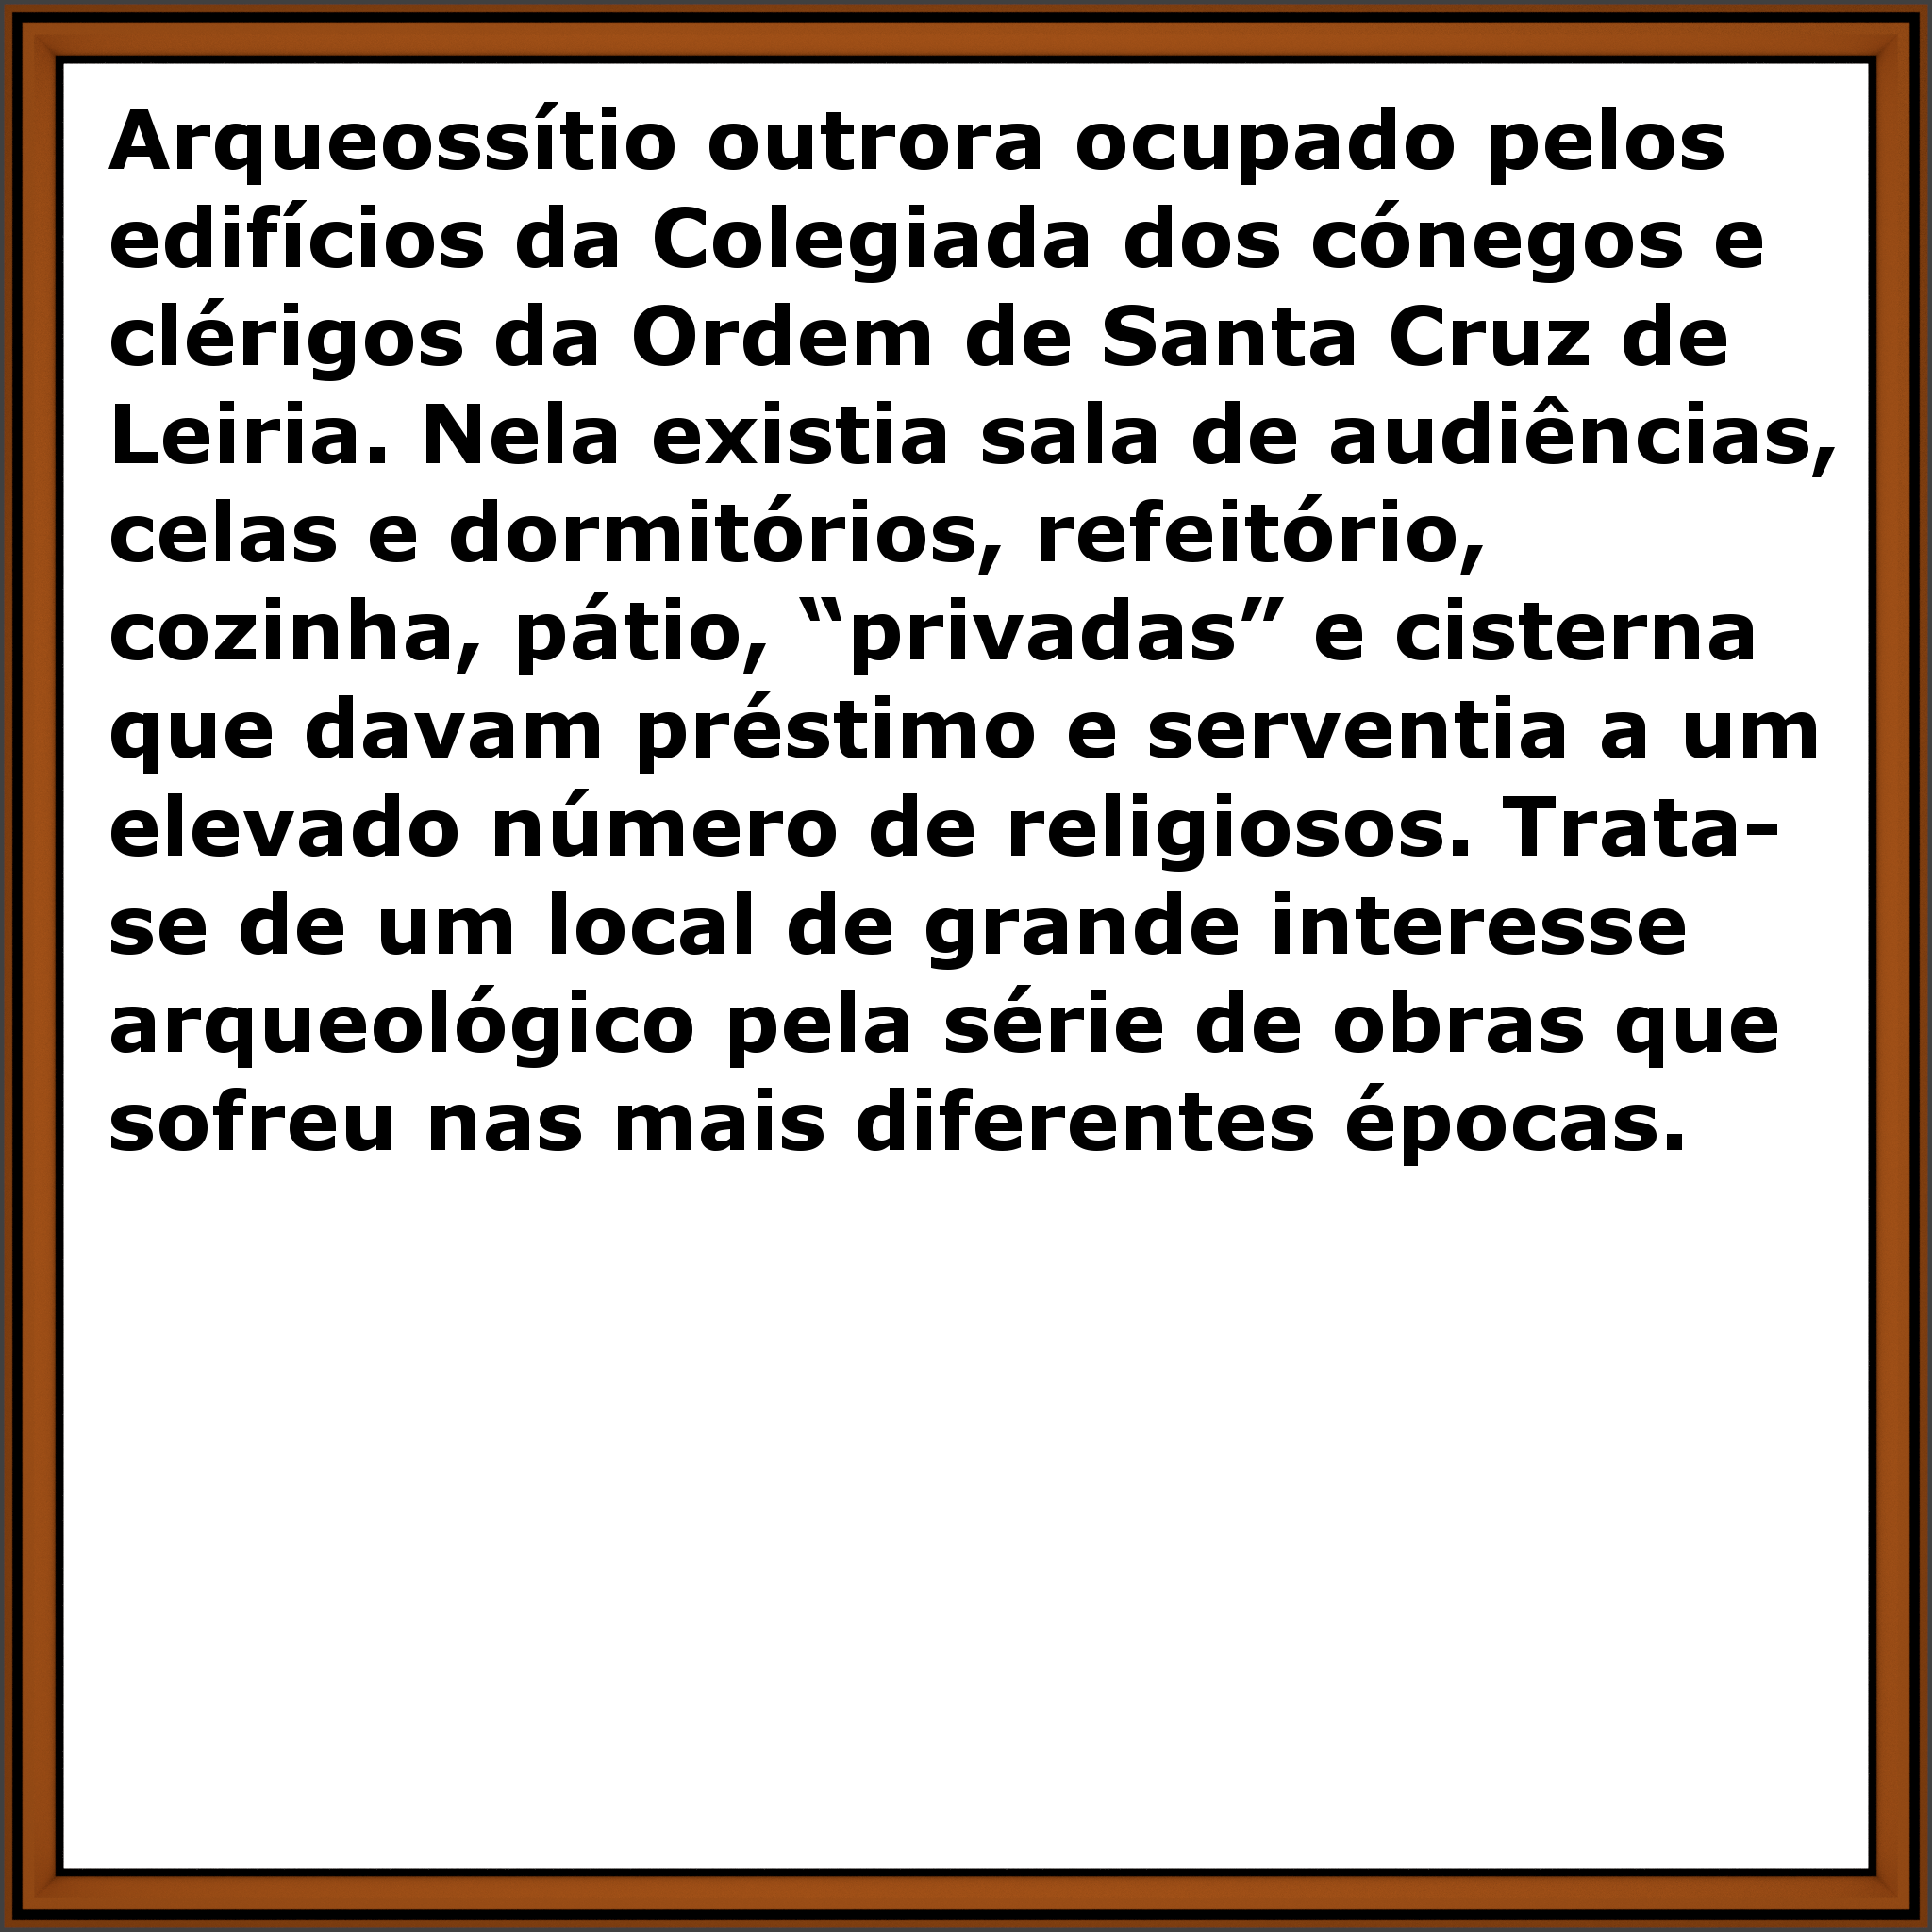 Arqueossítio outrora ocupado pelos
edifícios da Colegiada dos cónegos e
clérigos da Ordem de Santa Cruz de
Leiria. Nela existia sala de audiências,
celas e dormitórios, refeitório,
cozinha, pátio, “privadas” e cisterna
que davam préstimo e serventia a um
elevado número de religiosos. Trata-
se de um local de grande interesse
arqueológico pela série de obras que
sofreu nas mais diferentes épocas.